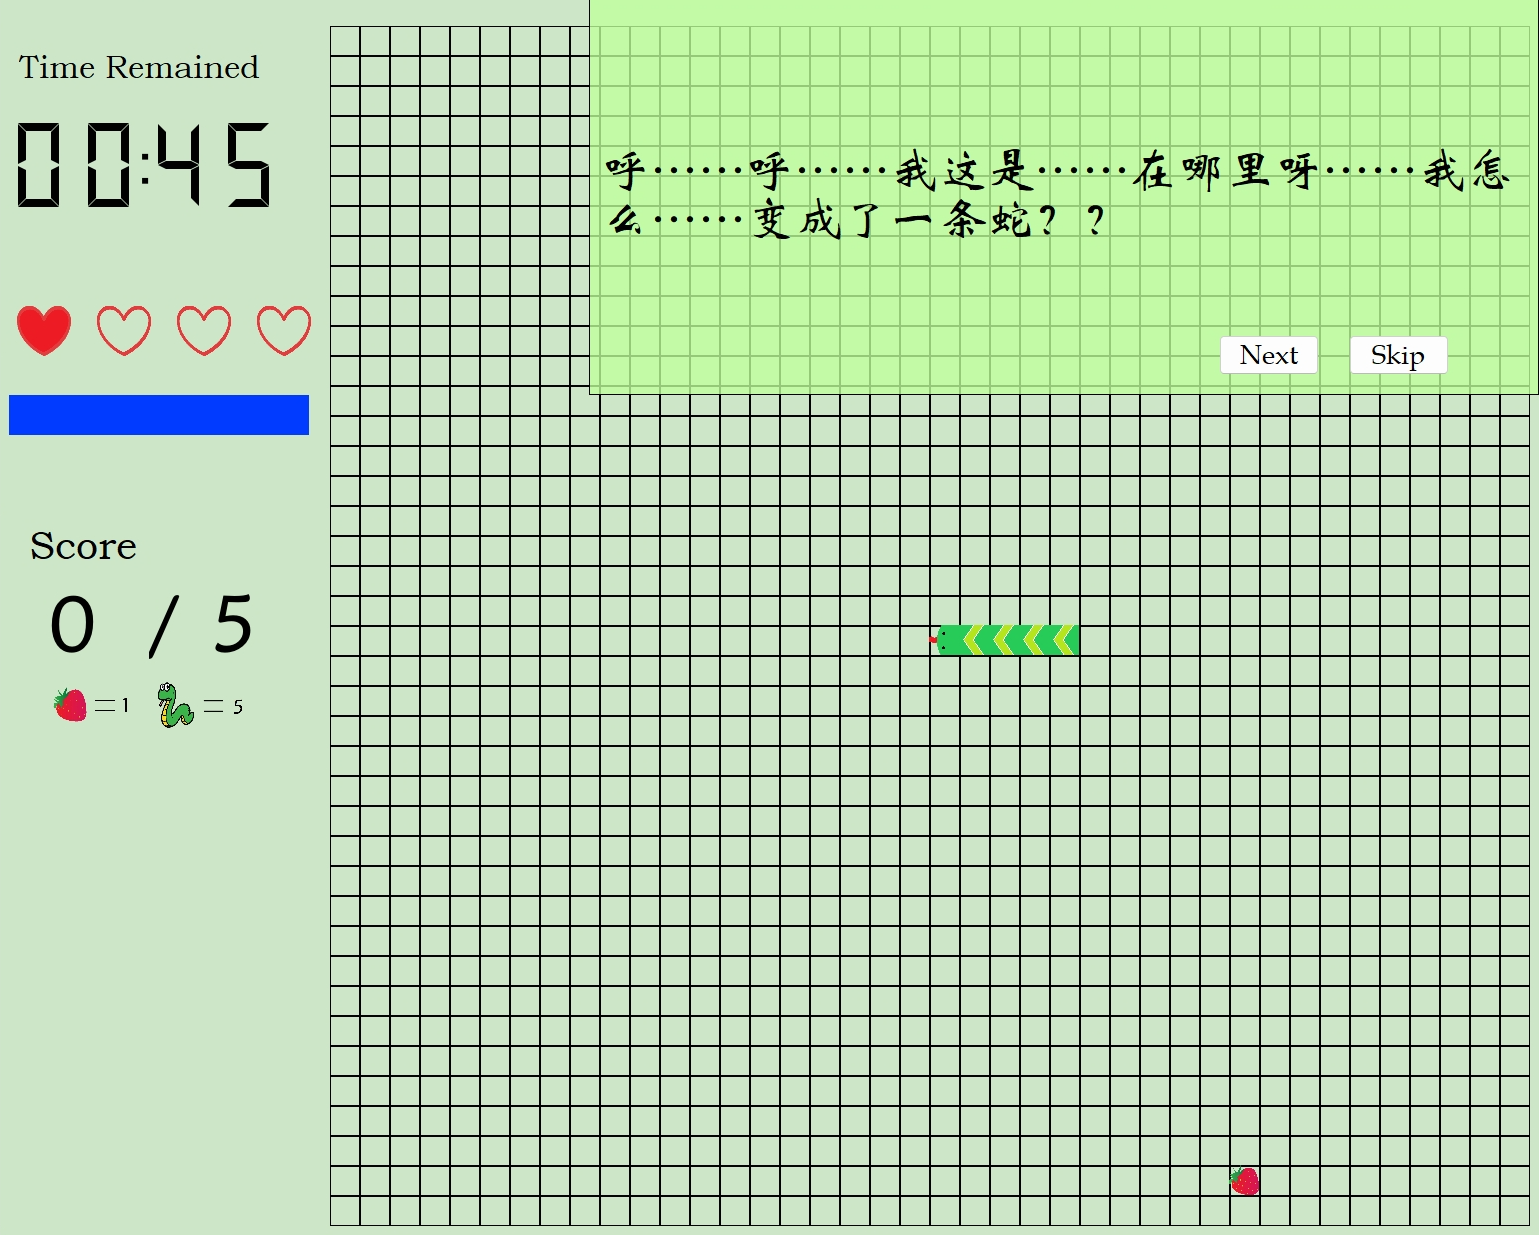 Time Remained
00:45
呼……呼……我这是……在哪里呀……我怎
么……变成了一条蛇？？
Next Skip
Score
0 / 5
=1 = 5